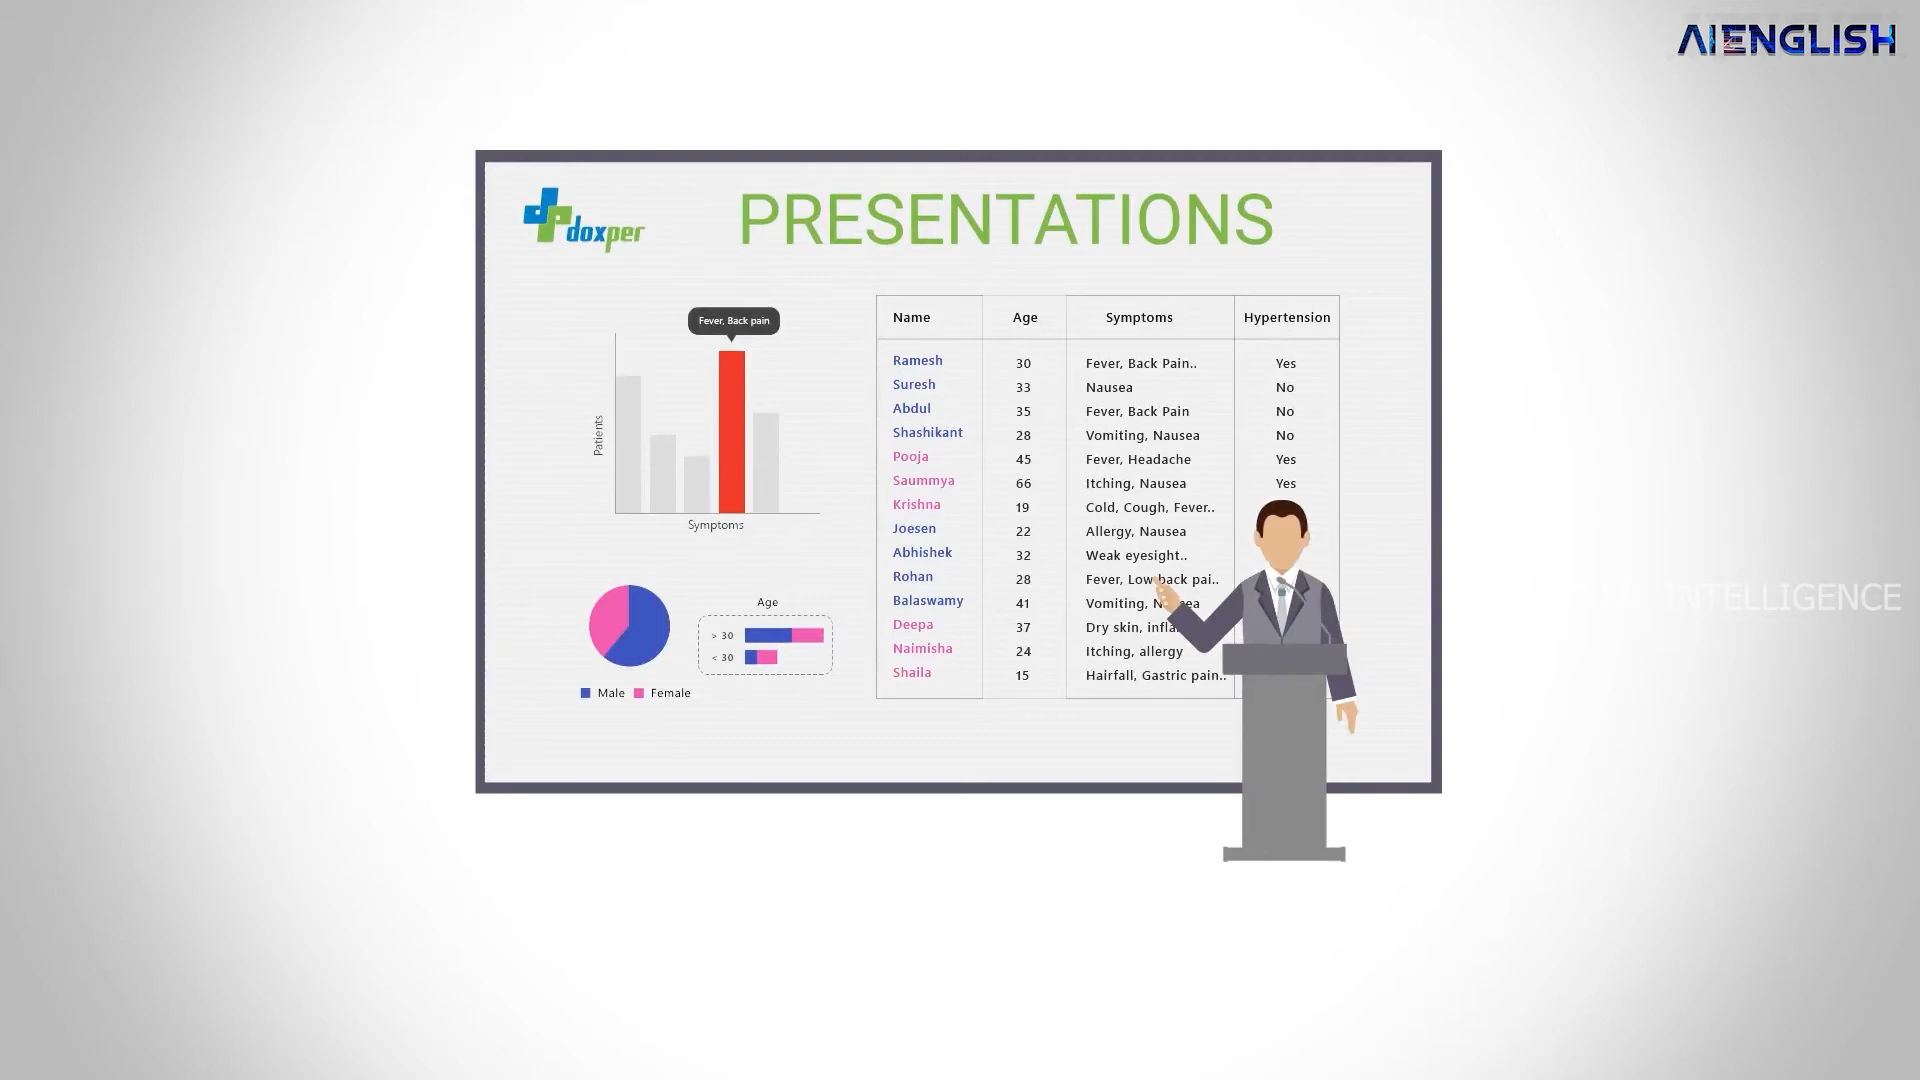 AIENGLISH
doxper
PRESENTATIONS
Fever, Back pain
Patients
Symptoms
Age
> 30
< 30
Male Female
Name Age Symptoms Hypertension
Ramesh 30 Fever, Back Pain.. Yes
Suresh 33 Nausea No
Abdul 35 Fever, Back Pain No
Shashikant 28 Vomiting, Nausea No
Pooja 45 Fever, Headache Yes
Saummya 66 Itching, Nausea Yes
Krishna 19 Cold, Cough, Fever..
Joesen 22 Allergy, Nausea
Abhishek 32 Weak eyesight..
Rohan 28 Fever, Low back pai..
Balaswamy 41 Vomiting,
Deepa 37 Dry skin,
Naimisha 24 Itching, allergy
Shaila 15 Hairfall, Gastric pain..
INTELLIGENCE